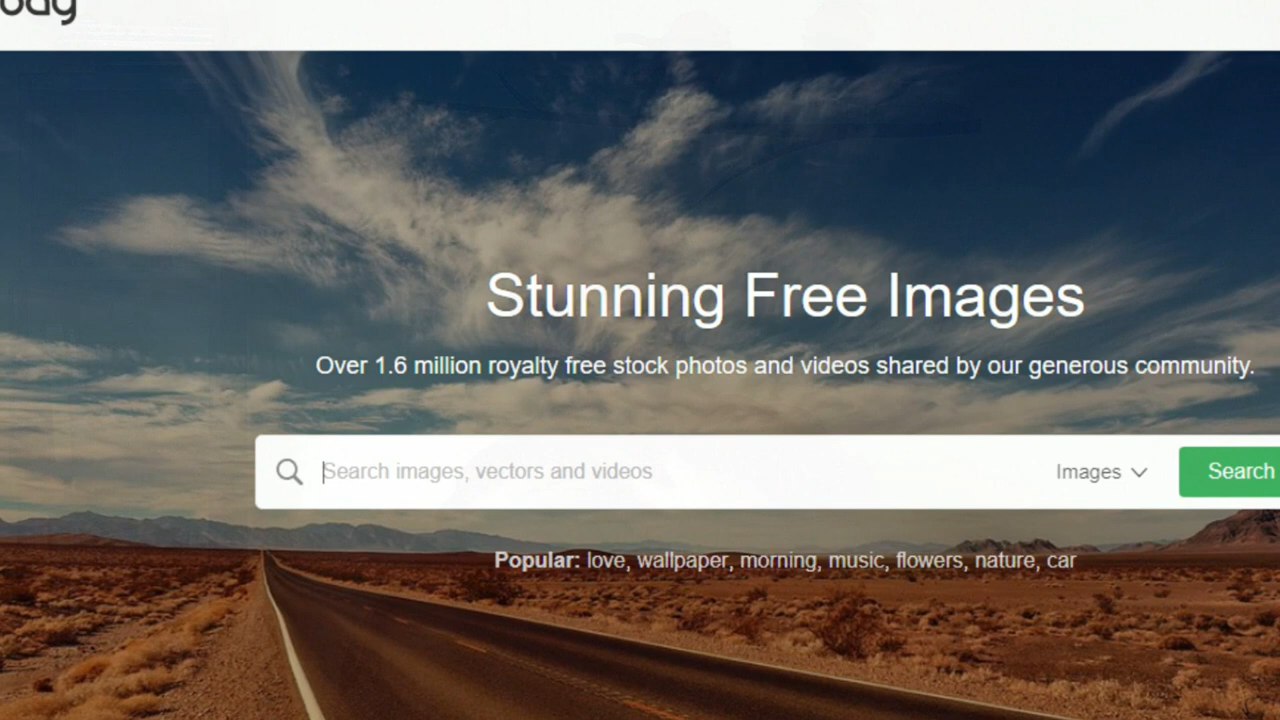 Stunning Free Images
Over 1.6 million royalty free stock photos and videos shared by our generous community.
Search images, vectors and videos
Images
Search
Popular: love, wallpaper, morning, music, flowers, nature, car